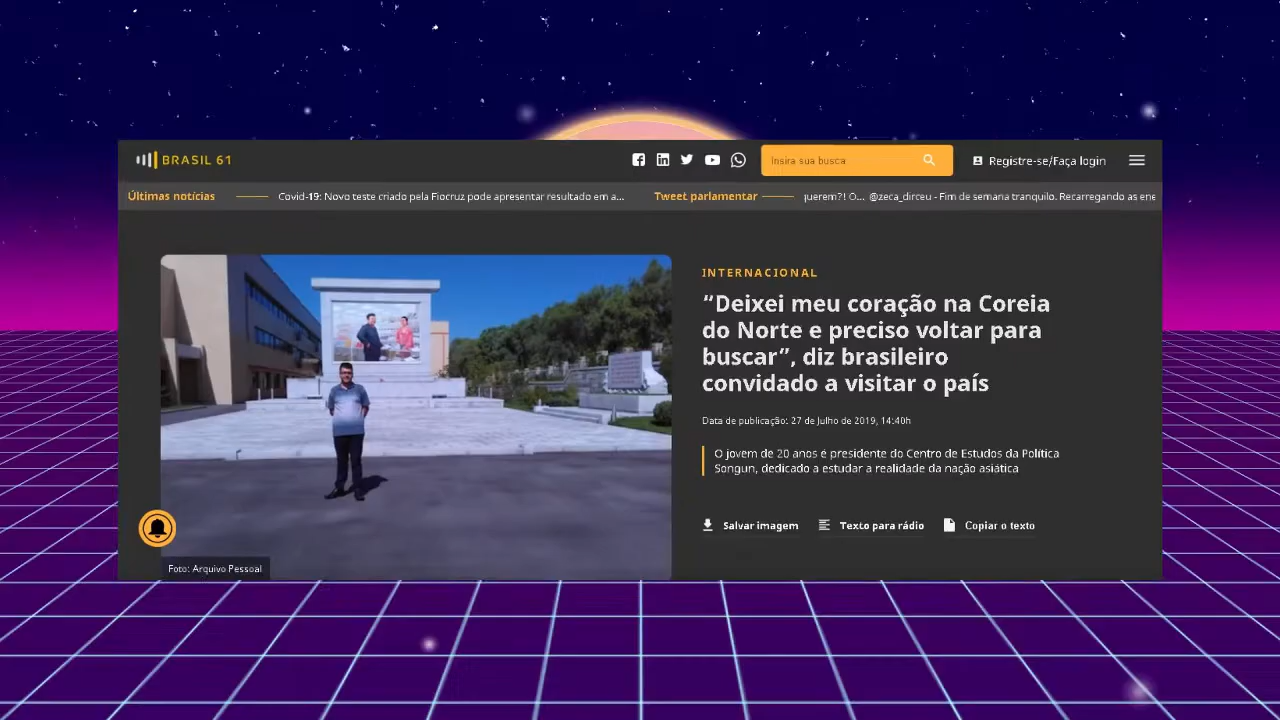 BRASIL 61
Insira sua busca
Registre-se/Faça login
Últimas notícias
Covid-19: Novo teste criado pela Fiocruz pode apresentar resultado em a...
Tweet parlamentar
querem?! O... @zeca_dirceu - Fim de semana tranquilo. Recarregando as ene
INTERNACIONAL
“Deixei meu coração na Coreia
do Norte e preciso voltar para
buscar”, diz brasileiro
convidado a visitar o país
Data de publicação: 27 de Julho de 2019, 14:40h
O jovem de 20 anos é presidente do Centro de Estudos da Política
Songun, dedicado a estudar a realidade da nação asiática
Salvar imagem
Texto para rádio
Copiar o texto
Foto: Arquivo Pessoal